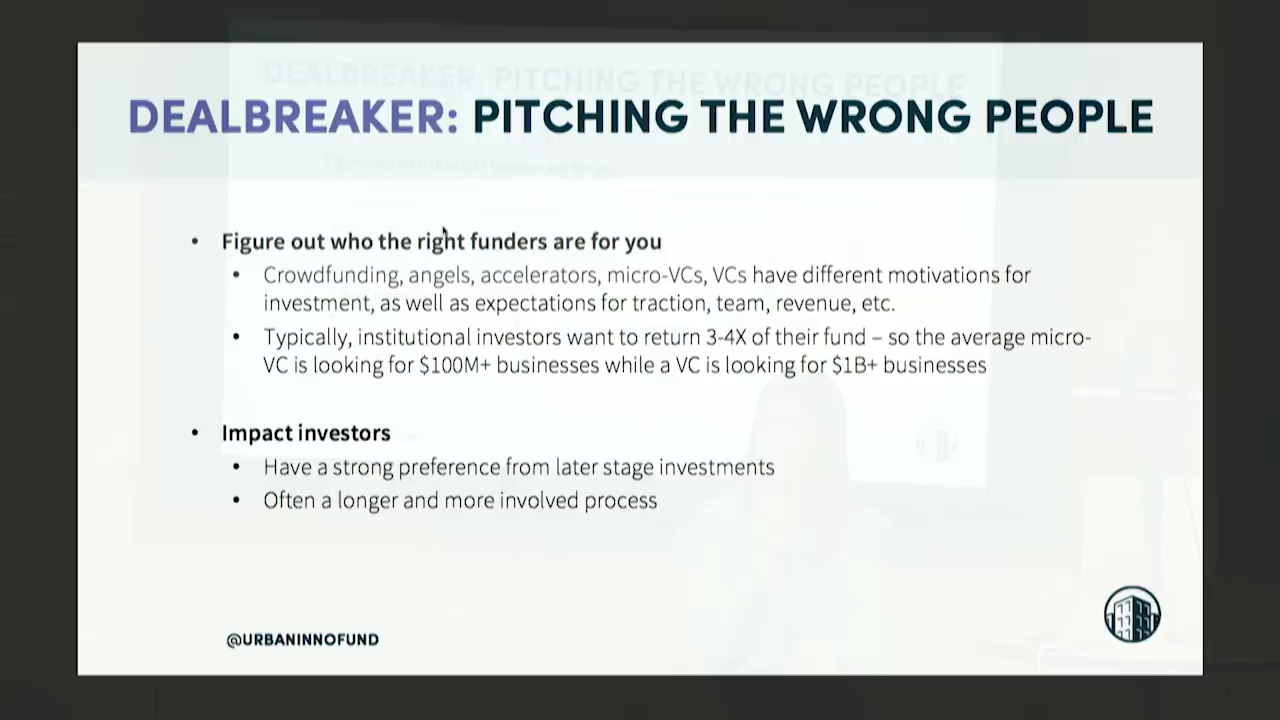 DEALBREAKER: PITCHING THE WRONG PEOPLE
• Figure out who the right funders are for you
• Crowdfunding, angels, accelerators, micro-VCs, VCs have different motivations for
investment, as well as expectations for traction, team, revenue, etc.
• Typically, institutional investors want to return 3-4X of their fund – so the average micro-
VC is looking for $100M+ businesses while a VC is looking for $1B+ businesses
• Impact investors
• Have a strong preference from later stage investments
• Often a longer and more involved process
@URBANINNOFUND